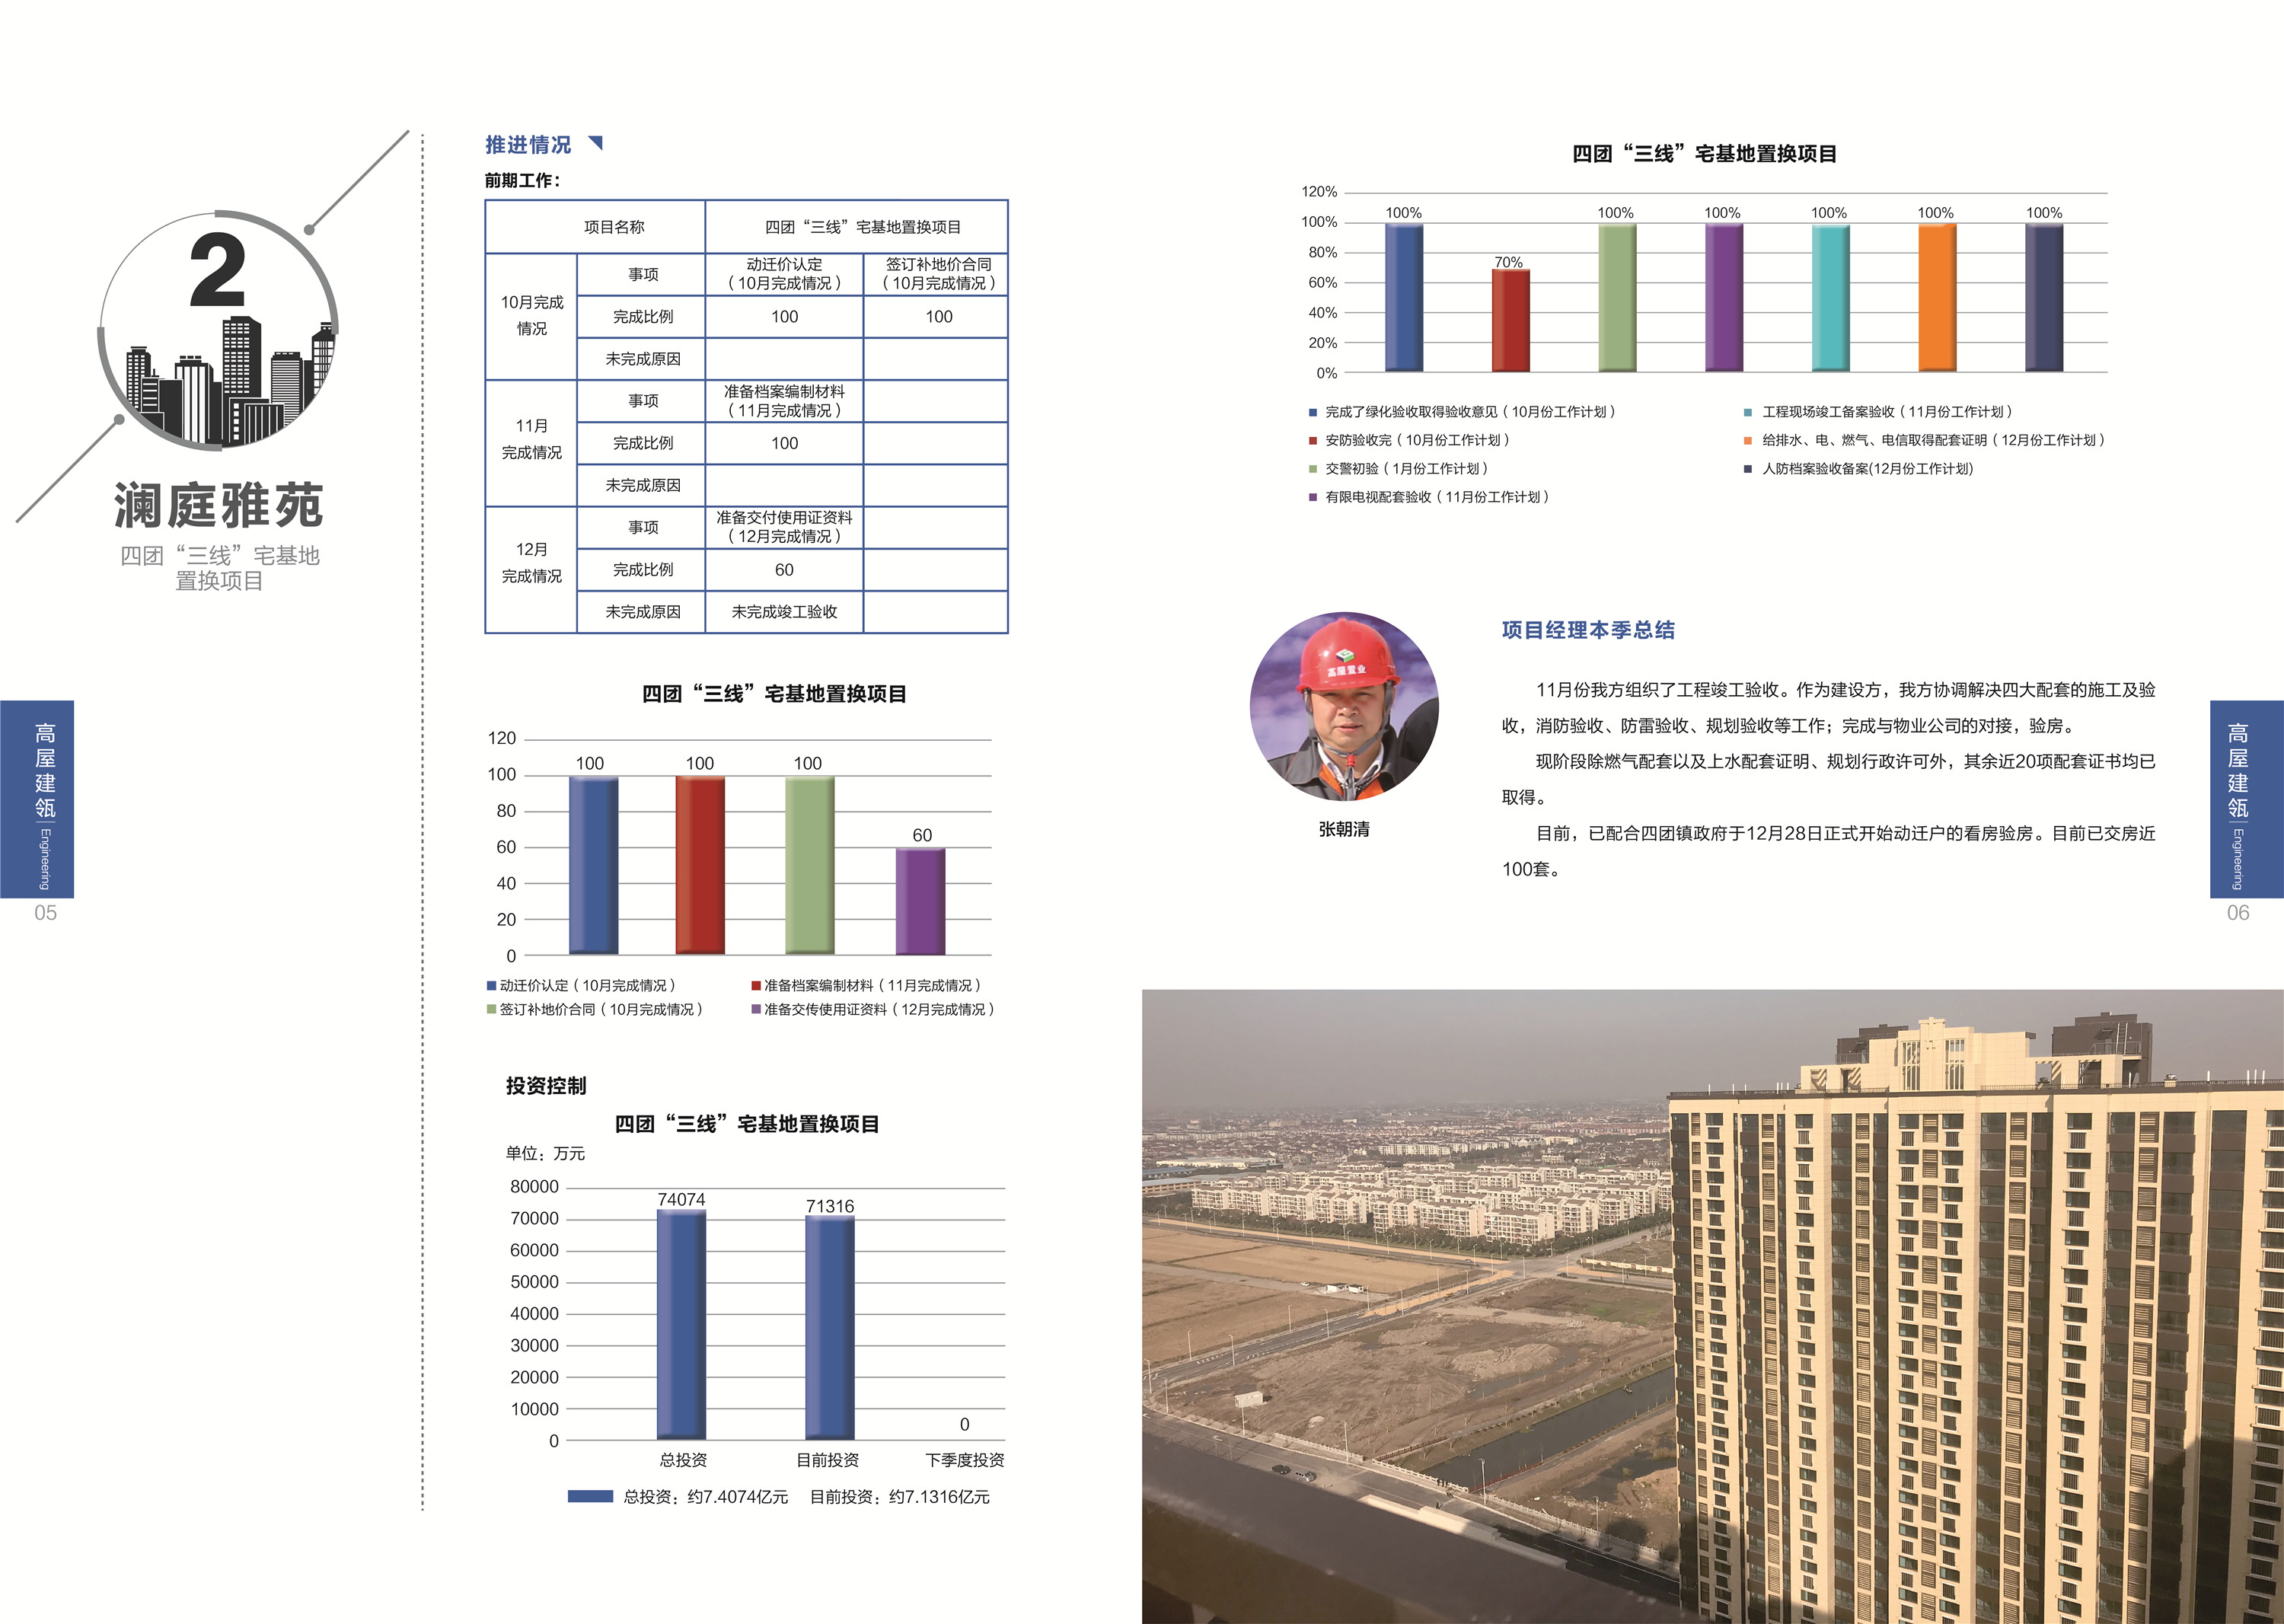 2
澜庭雅苑
四团“三线”宅基地
置换项目
高屋建瓴
Engineering
05
推进情况
前期工作：
项目名称 四团“三线”宅基地置换项目
10月完成
情况
事项 动迁价认定
（10月完成情况） 签订补地价合同
（10月完成情况）
完成比例 100 100
未完成原因
11月
完成情况
事项 准备档案编制材料
（11月完成情况）
完成比例 100
未完成原因
12月
完成情况
事项 准备交付使用证资料
（12月完成情况）
完成比例 60
未完成原因 未完成竣工验收
四团“三线”宅基地置换项目
120
100
80
60
40
20
0
100 100 100 60
动迁价认定（10月完成情况） 准备档案编制材料（11月完成情况）
签订补地价合同（10月完成情况） 准备交传使用证资料（12月完成情况）
投资控制
四团“三线”宅基地置换项目
单位：万元
80000
70000
60000
50000
40000
30000
20000
10000
0
74074 71316 0
总投资 目前投资 下季度投资
总投资：约7.4074亿元 目前投资：约7.1316亿元
四团“三线”宅基地置换项目
120%
100%
80%
60%
40%
20%
0%
100% 70% 100% 100% 100% 100% 100%
完成了绿化验收取得验收意见（10月份工作计划）
安防验收完（10月份工作计划）
交警初验（1月份工作计划）
有限电视配套验收（11月份工作计划）
工程现场竣工备案验收（11月份工作计划）
给排水、电、燃气、电信取得配套证明（12月份工作计划）
人防档案验收备案(12月份工作计划)
高屋置业
张朝清
项目经理本季总结
11月份我方组织了工程竣工验收。作为建设方，我方协调解决四大配套的施工及验
收，消防验收、防雷验收、规划验收等工作；完成与物业公司的对接，验房。
现阶段除燃气配套以及上水配套证明、规划行政许可外，其余近20项配套证书均已
取得。
目前，已配合四团镇政府于12月28日正式开始动迁户的看房验房。目前已交房近
100套。
高屋建瓴
Engineering
06